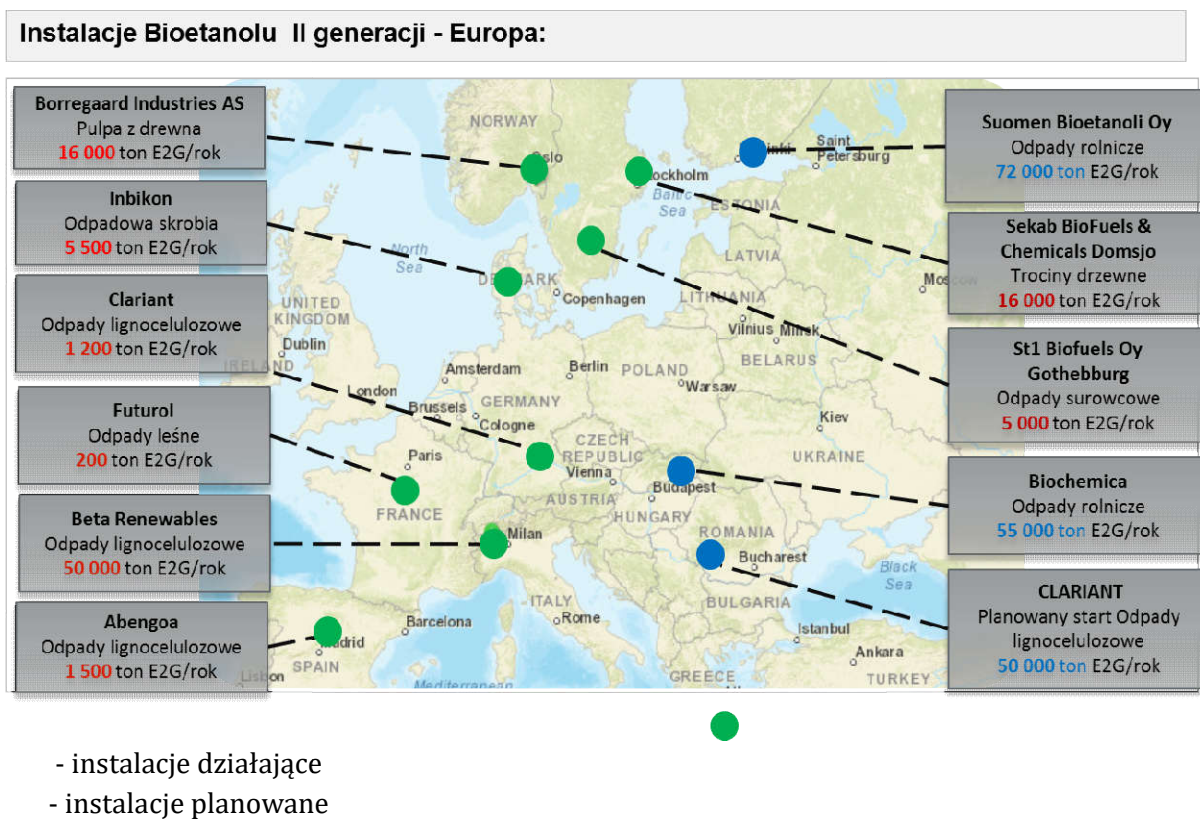 Instalacje Bioetanolu II generacji - Europa:
Borregaard Industries AS
Pulpa z drewna
16 000 ton E2G/rok
Inbikon
Odpadowa skrobia
5 500 ton E2G/rok
Clariant
Odpady lignocelulozowe
1 200 ton E2G/rok
Futurol
Odpady leśne
200 ton E2G/rok
Beta Renewables
Odpady lignocelulozowe
50 000 ton E2G/rok
Abengoa
Odpady lignocelulozowe
1 500 ton E2G/rok
NORWAY
Saint
Petersburg
Baltic
Sea
ESTONIA
North
Sea
LATVIA
Copenhagen
LITHUANIA
UNITED
KINGDOM
Vilnius
Minsk
Dublin
BELARUS
Amsterdam
Berlin
POLAND
Warsaw
London
Brussels
GERMANY
Cologne
Kiev
CZECH
REPUBLIC
UKRAINE
Paris
Vienna
Budapest
FRANCE
AUSTRIA
HUNGARY
Milan
ROMANIA
Bucharest
Black
Sea
ITALY
BULGARIA
Barcelona
Rome
Istanbul
Ankara
SPAIN
GREECE
TURKEY
Mediterranean
Suomen Bioetanoli Oy
Odpady rolnicze
72 000 ton E2G/rok
Sekab BioFuels &
Chemicals Domsjo
Trociny drzewne
16 000 ton E2G/rok
St1 Biofuels Oy
Gothebburg
Odpady surowcowe
5 000 ton E2G/rok
Biochemica
Odpady rolnicze
55 000 ton E2G/rok
CLARIANT
Planowany start Odpady
lignocelulozowe
50 000 ton E2G/rok
- instalacje działające
- instalacje planowane